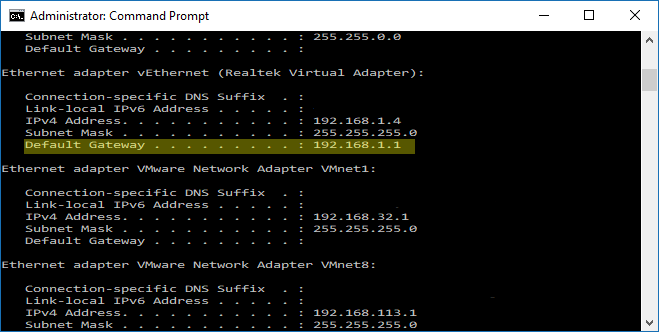 Administrator: Command Prompt
Subnet Mask . . . . . . . . . . . : 255.255.0.0
Default Gateway . . . . . . . . . :
Ethernet adapter vEthernet (Realtek Virtual Adapter):
Connection-specific DNS Suffix  . :
Link-local IPv6 Address . . . . . :
IPv4 Address. . . . . . . . . . . : 192.168.1.4
Subnet Mask . . . . . . . . . . . : 255.255.255.0
Default Gateway . . . . . . . . . : 192.168.1.1
Ethernet adapter VMware Network Adapter VMnet1:
Connection-specific DNS Suffix  . :
Link-local IPv6 Address . . . . . :
IPv4 Address. . . . . . . . . . . : 192.168.32.1
Subnet Mask . . . . . . . . . . . : 255.255.255.0
Default Gateway . . . . . . . . . :
Ethernet adapter VMware Network Adapter VMnet8:
Connection-specific DNS Suffix  . :
Link-local IPv6 Address . . . . . :
IPv4 Address. . . . . . . . . . . : 192.168.113.1
Subnet Mask . . . . . . . . . . . : 255.255.255.0